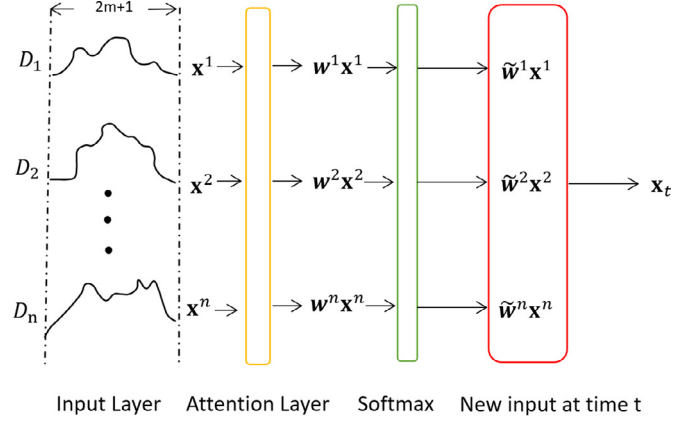 2m+1
D₁ x¹ w¹x¹ w̃¹x¹
D₂ x² w²x² w̃²x² xₜ
Dₙ xⁿ wⁿxⁿ w̃ⁿxⁿ
Input Layer Attention Layer Softmax New input at time t